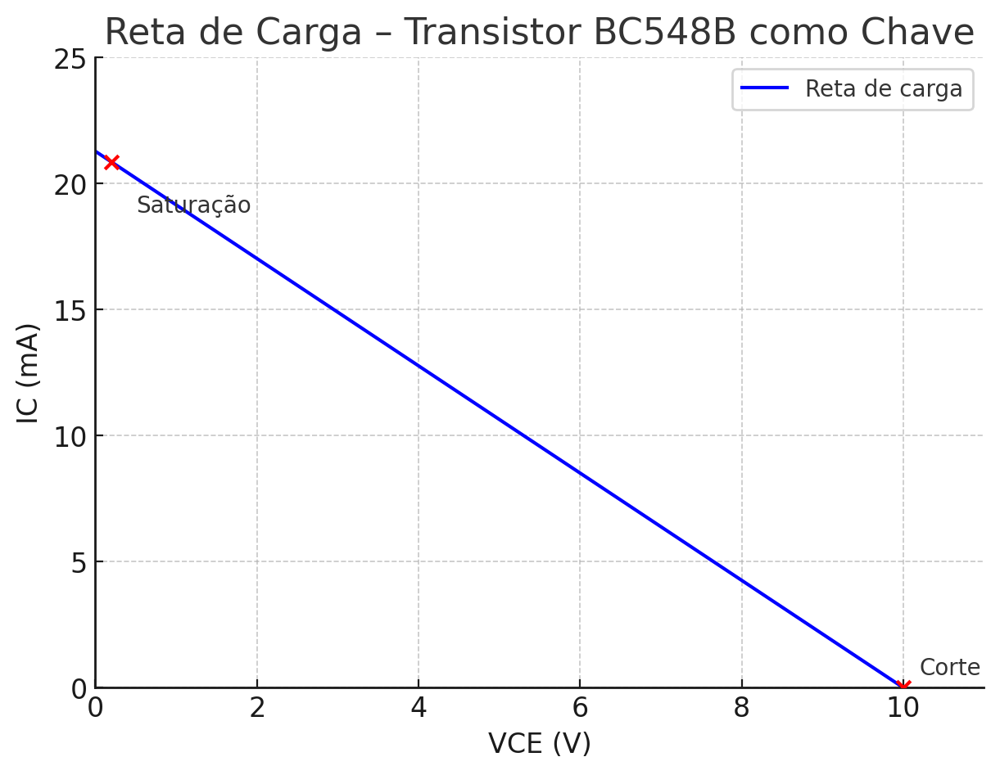 Reta de Carga – Transistor BC548B como Chave
25
Reta de carga
20
Saturação
15
IC (mA)
10
5
Corte
0
0 2 4 6 8 10
VCE (V)